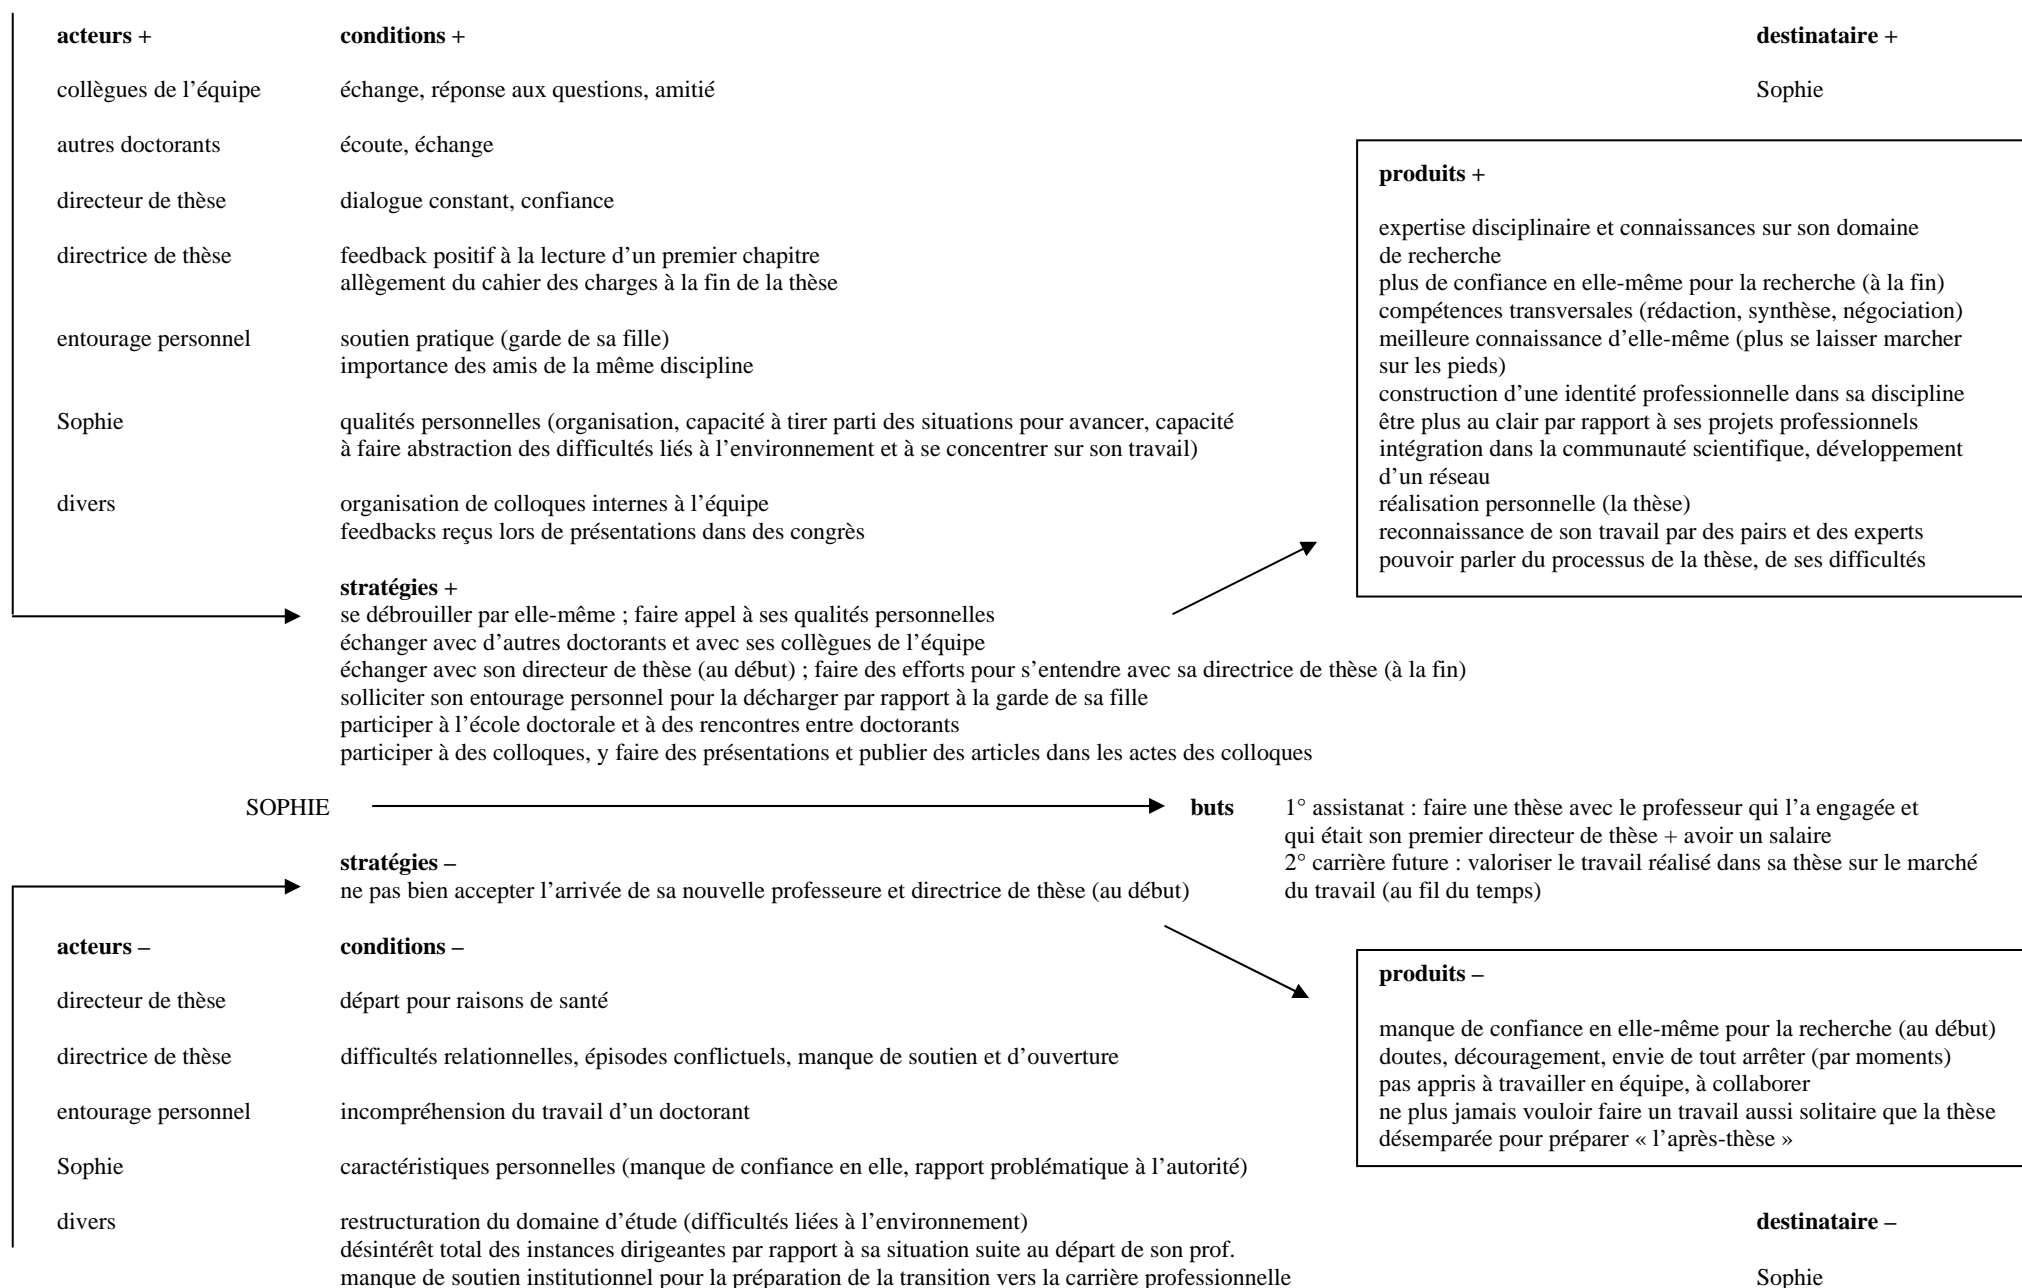 acteurs + conditions + destinataire +
collègues de l’équipe échange, réponse aux questions, amitié Sophie
autres doctorants écoute, échange
directeur de thèse dialogue constant, confiance
directrice de thèse feedback positif à la lecture d’un premier chapitre
allègement du cahier des charges à la fin de la thèse
entourage personnel soutien pratique (garde de sa fille)
importance des amis de la même discipline
Sophie qualités personnelles (organisation, capacité à tirer parti des situations pour avancer, capacité
à faire abstraction des difficultés liés à l’environnement et à se concentrer sur son travail)
divers organisation de colloques internes à l’équipe
feedbacks reçus lors de présentations dans des congrès
produits +
expertise disciplinaire et connaissances sur son domaine
de recherche
plus de confiance en elle-même pour la recherche (à la fin)
compétences transversales (rédaction, synthèse, négociation)
meilleure connaissance d’elle-même (plus se laisser marcher
sur les pieds)
construction d’une identité professionnelle dans sa discipline
être plus au clair par rapport à ses projets professionnels
intégration dans la communauté scientifique, développement
d’un réseau
réalisation personnelle (la thèse)
reconnaissance de son travail par des pairs et des experts
pouvoir parler du processus de la thèse, de ses difficultés
stratégies +
se débrouiller par elle-même ; faire appel à ses qualités personnelles
échanger avec d’autres doctorants et avec ses collègues de l’équipe
échanger avec son directeur de thèse (au début) ; faire des efforts pour s’entendre avec sa directrice de thèse (à la fin)
solliciter son entourage personnel pour la décharger par rapport à la garde de sa fille
participer à l’école doctorale et à des rencontres entre doctorants
participer à des colloques, y faire des présentations et publier des articles dans les actes des colloques
SOPHIE buts 1° assistanat : faire une thèse avec le professeur qui l’a engagée et
qui était son premier directeur de thèse + avoir un salaire
2° carrière future : valoriser le travail réalisé dans sa thèse sur le marché
du travail (au fil du temps)
stratégies –
ne pas bien accepter l’arrivée de sa nouvelle professeure et directrice de thèse (au début)
acteurs – conditions –
directeur de thèse départ pour raisons de santé
directrice de thèse difficultés relationnelles, épisodes conflictuels, manque de soutien et d’ouverture
entourage personnel incompréhension du travail d’un doctorant
Sophie caractéristiques personnelles (manque de confiance en elle, rapport problématique à l’autorité)
produits –
manque de confiance en elle-même pour la recherche (au début)
doutes, découragement, envie de tout arrêter (par moments)
pas appris à travailler en équipe, à collaborer
ne plus jamais vouloir faire un travail aussi solitaire que la thèse
désemparée pour préparer « l’après-thèse »
divers restructuration du domaine d’étude (difficultés liées à l’environnement) destinataire –
désintérêt total des instances dirigeantes par rapport à sa situation suite au départ de son prof.
manque de soutien institutionnel pour la préparation de la transition vers la carrière professionnelle Sophie